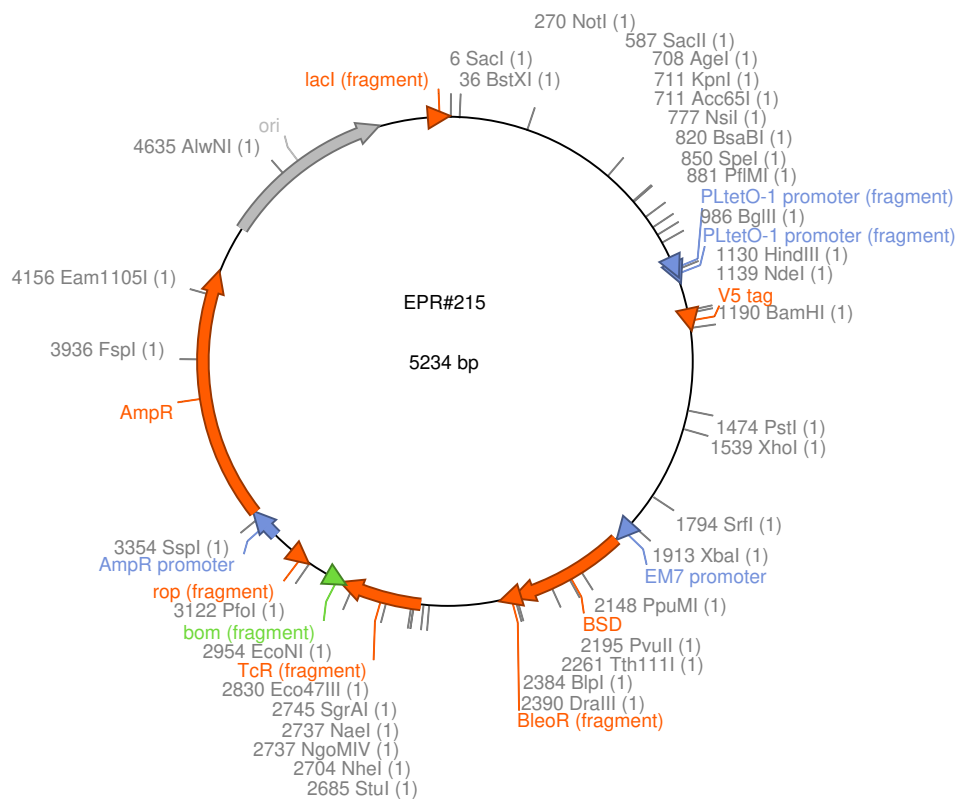 270 NotI (1)
587 SacII (1)
6 SacI (1)
708 AgeI (1)
lacI (fragment)
36 BstXI (1)
711 KpnI (1)
711 Acc65I (1)
777 NsiI (1)
ori
820 BsaBI (1)
4635 AlwNI (1)
850 SpeI (1)
881 PflMI (1)
PLtetO-1 promoter (fragment)
986 BglII (1)
PLtetO-1 promoter (fragment)
1130 HindIII (1)
4156 Eam1105I (1)
1139 NdeI (1)
V5 tag
EPR#215
1190 BamHI (1)
3936 FspI (1)
5234 bp
AmpR
1474 PstI (1)
1539 XhoI (1)
1794 SrfI (1)
3354 SspI (1)
1913 XbaI (1)
AmpR promoter
EM7 promoter
rop (fragment)
2148 PpuMI (1)
3122 PfoI (1)
BSD
bom (fragment)
2195 PvuII (1)
2954 EcoNI (1)
2261 Tth111I (1)
TcR (fragment)
2384 BlpI (1)
2830 Eco47III (1)
2390 DraIII (1)
2745 SgrAI (1)
BleoR (fragment)
2737 NaeI (1)
2737 NgoMIV (1)
2704 NheI (1)
2685 StuI (1)